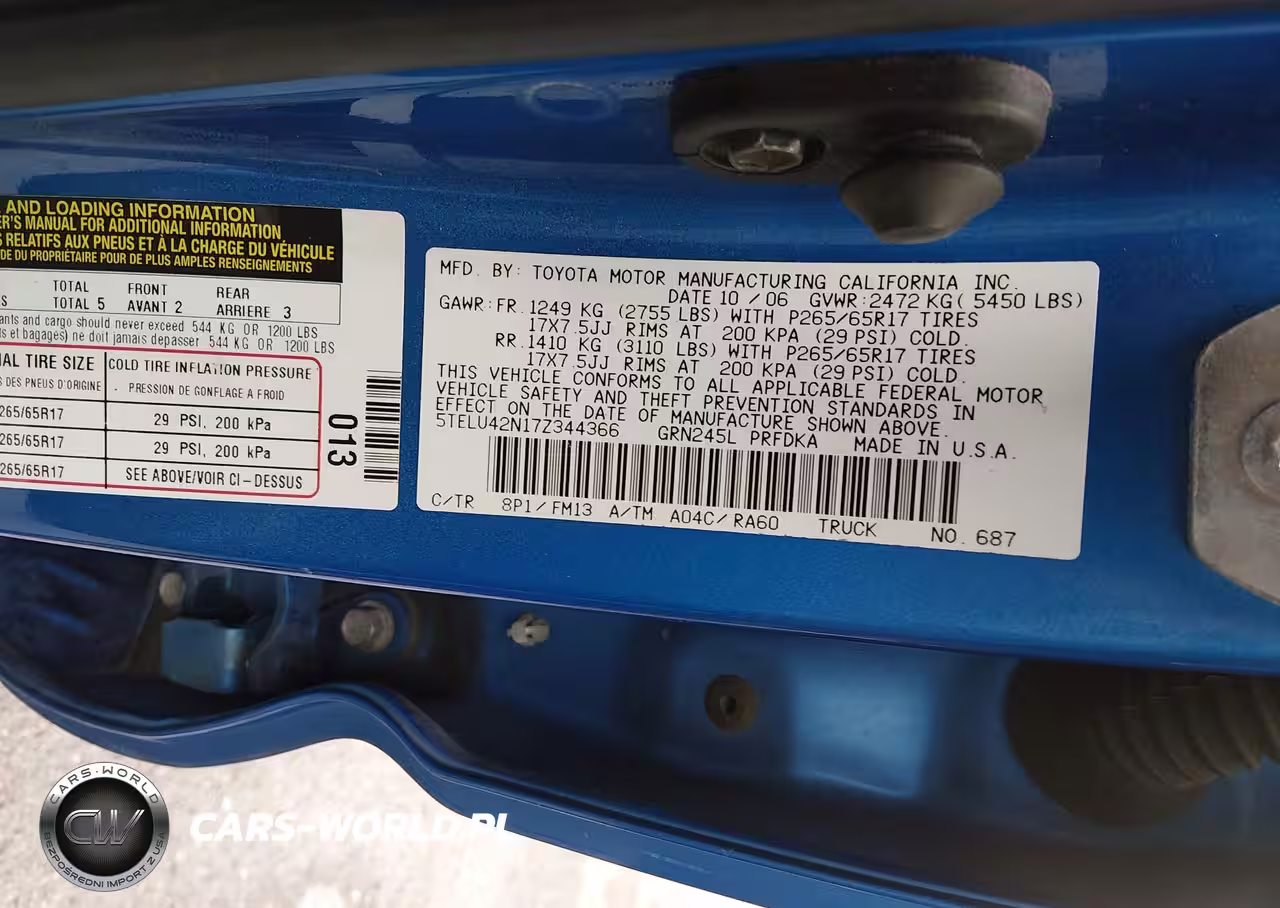 AND LOADING INFORMATION
ER'S MANUAL FOR ADDITIONAL INFORMATION
RELATIFS AUX PNEUS ET À LA CHARGE DU VÉHICULE
DE DU PROPRIÉTAIRE POUR DE PLUS AMPLES RENSEIGNEMENTS
TOTAL FRONT REAR
TOTAL 5 AVANT 2 ARRIERE 3
ants and cargo should never exceed 544 KG OR 1200 LBS
ls et bagages) ne doit jamais depasser 544 KG OR 1200 LBS
AL TIRE SIZE COLD TIRE INFLATION PRESSURE
S DES PNEUS D'ORIGINE PRESSION DE GONFLAGE A FROID
265/65R17 29 PSI, 200 kPa
265/65R17 29 PSI, 200 kPa
265/65R17 SEE ABOVE/VOIR CI-DESSUS
013
MFD. BY: TOYOTA MOTOR MANUFACTURING CALIFORNIA INC.
DATE 10 / 06 GVWR: 2472 KG ( 5450 LBS)
GAWR: FR. 1249 KG (2755 LBS) WITH P265/65R17 TIRES
17X7.5JJ RIMS AT 200 KPA (29 PSI) COLD.
RR. 1410 KG (3110 LBS) WITH P265/65R17 TIRES
17X7.5JJ RIMS AT 200 KPA (29 PSI) COLD.
THIS VEHICLE CONFORMS TO ALL APPLICABLE FEDERAL MOTOR
VEHICLE SAFETY AND THEFT PREVENTION STANDARDS IN
EFFECT ON THE DATE OF MANUFACTURE SHOWN ABOVE.
5TELU42N17Z344366 GRN245L PRFDKA MADE IN U.S.A.
C/TR 8P1/FM13 A/TM A04C/RA60 TRUCK NO. 687
CARS-WORLD
CW
BEZPOŚREDNI IMPORT Z USA
CARS-WORLD.PL